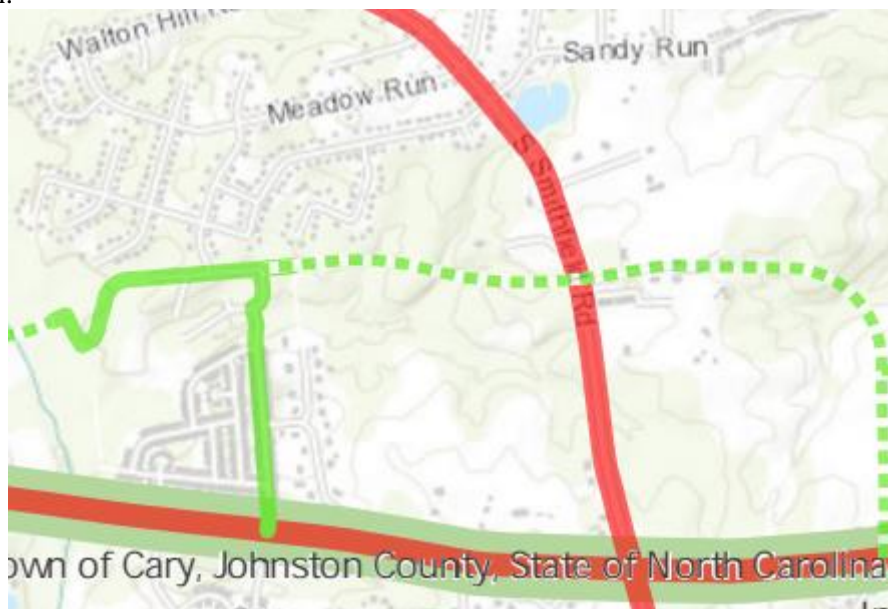 Walton Hill
Sandy Run
Meadow Run
S Smithfield Rd
own of Cary, Johnston County, State of North Carolina